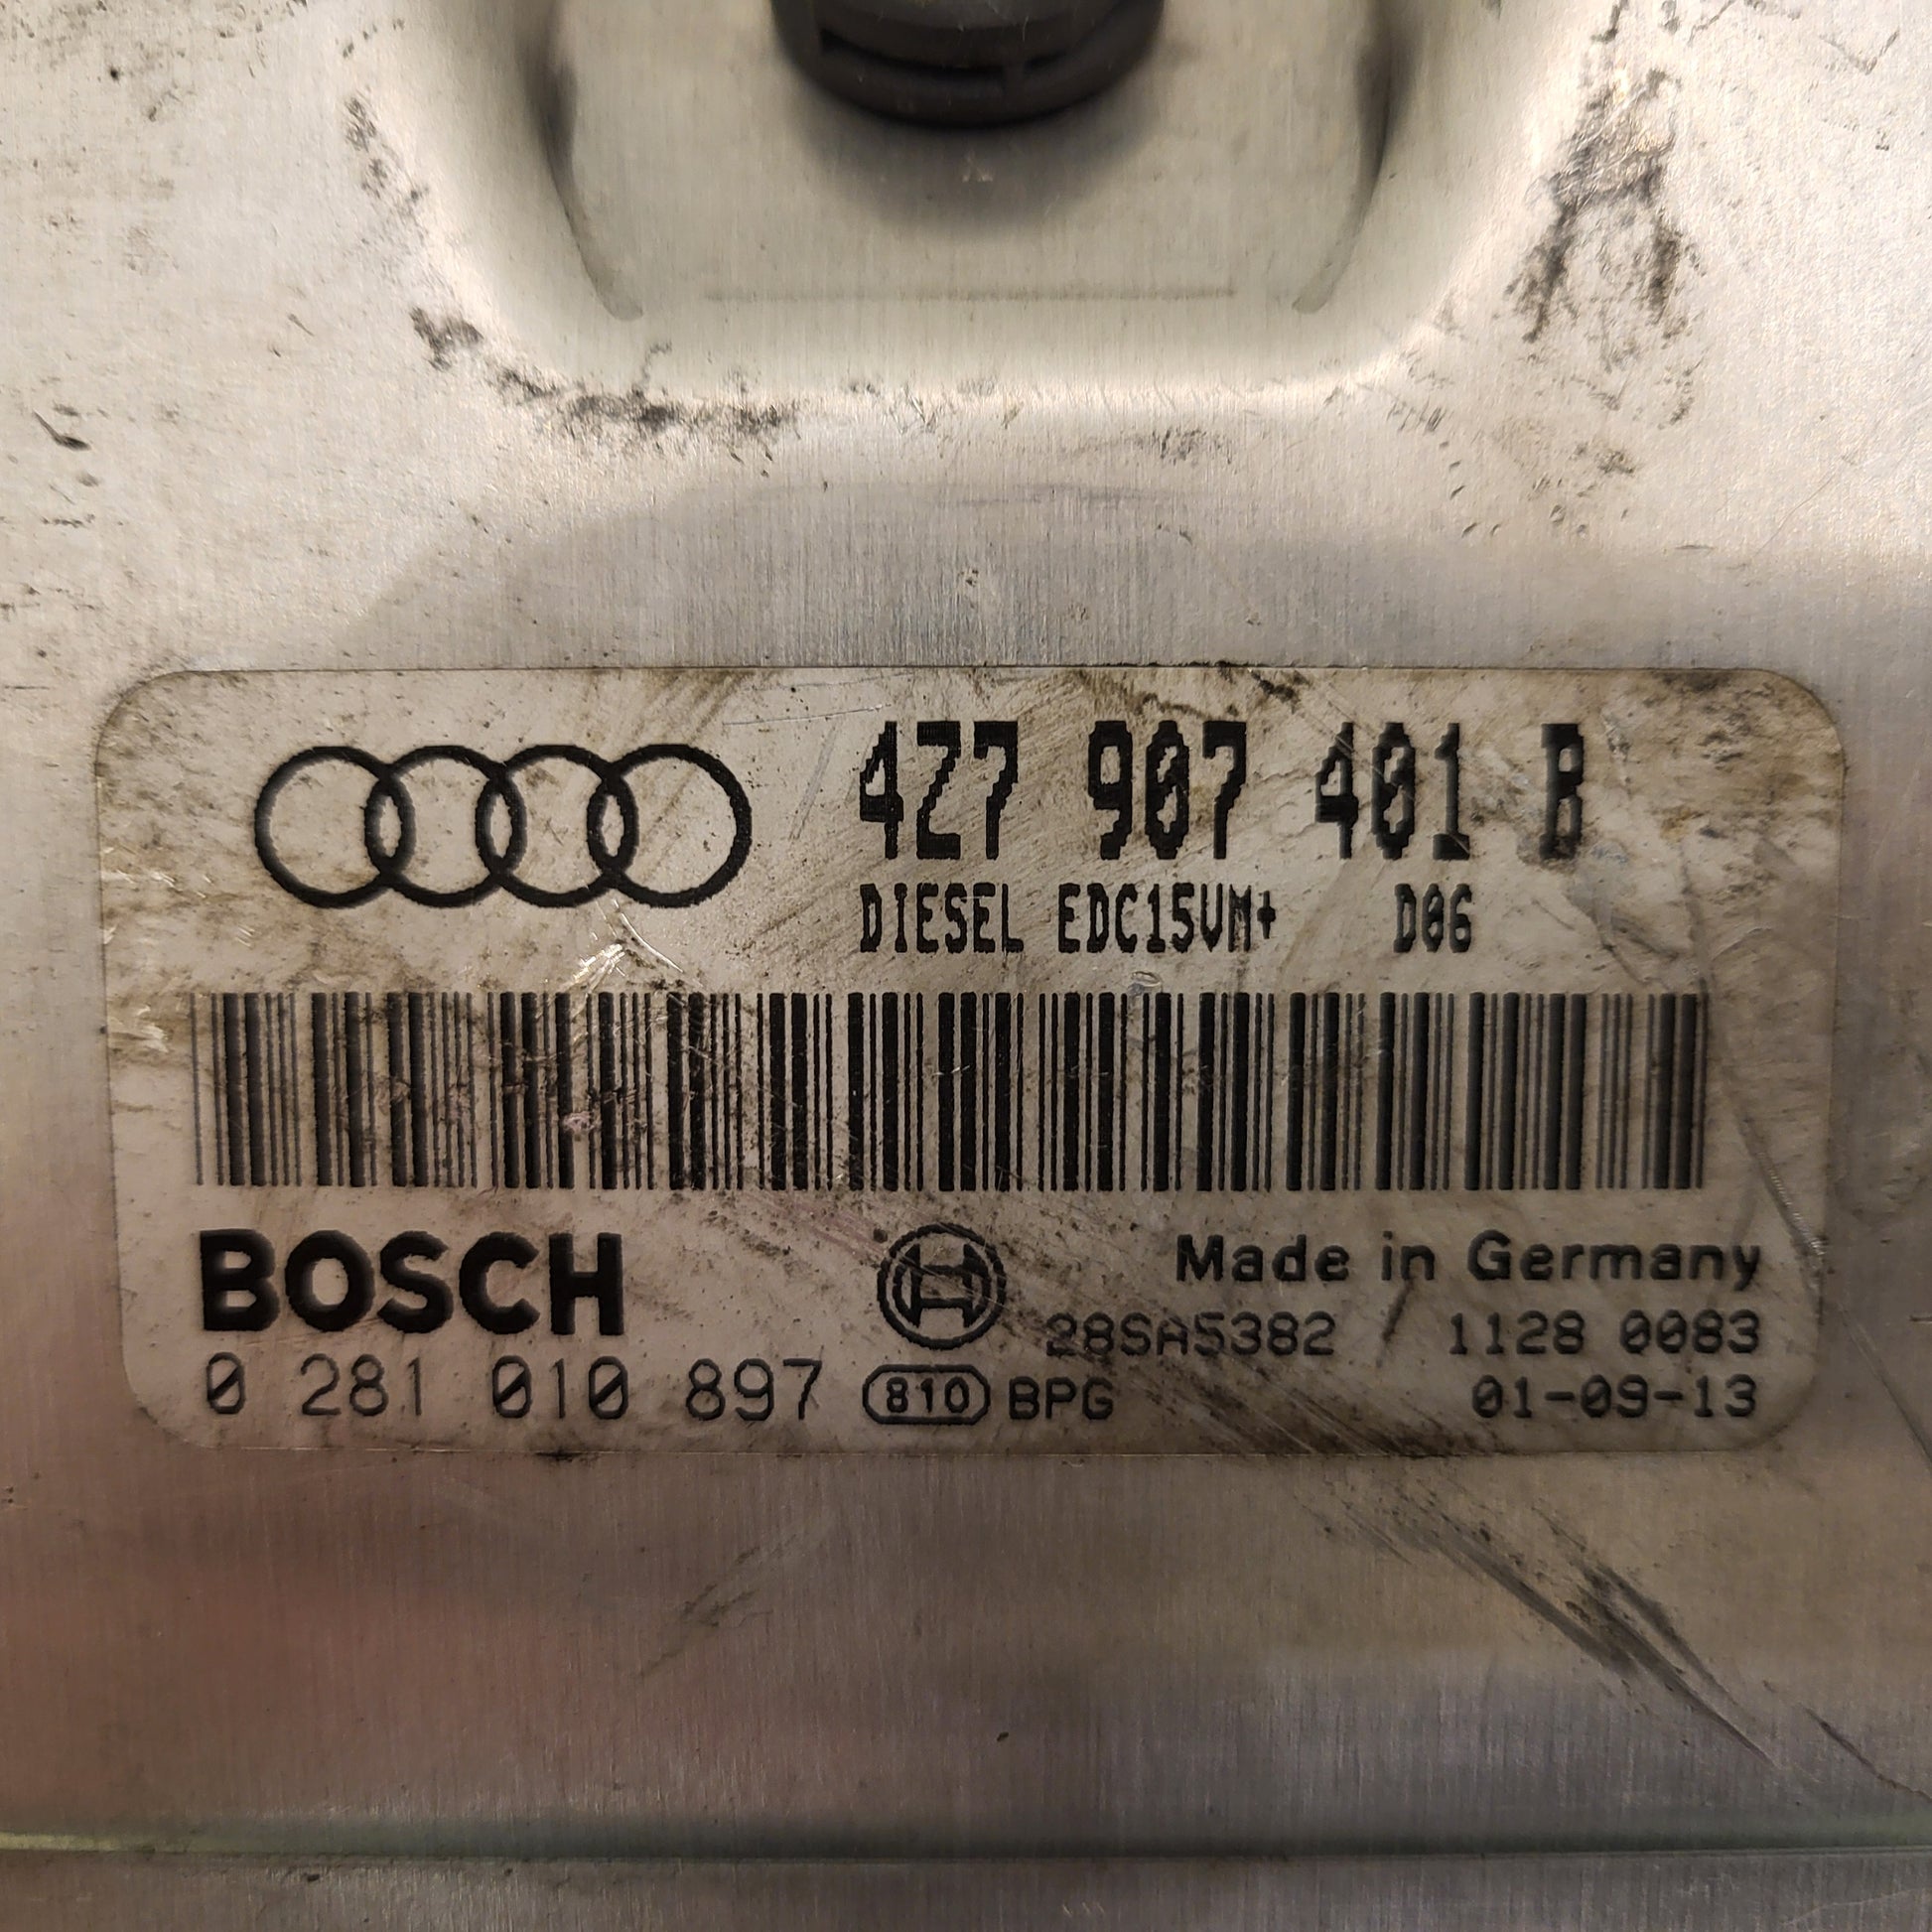 4Z7 907 401 B
DIESEL EDC15VM+ D06
BOSCH
Made in Germany
28SA5382 / 1128 0083
0 281 010 897 810 BPG 01-09-13